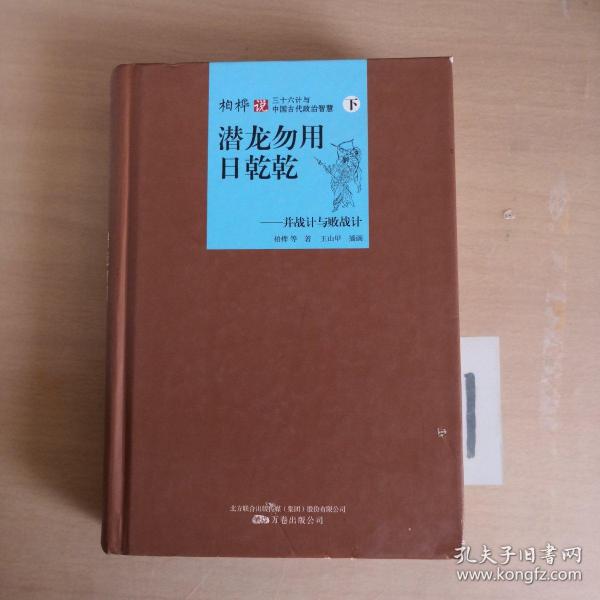 柏桦 说 三十六计与
中国古代政治智慧 下
潜龙勿用
日乾乾
——并战计与败战计
柏桦 等 著 王山甲 插画
北方联合出版传媒（集团）股份有限公司
万卷出版公司
孔夫子旧书网
www.kongfz.com